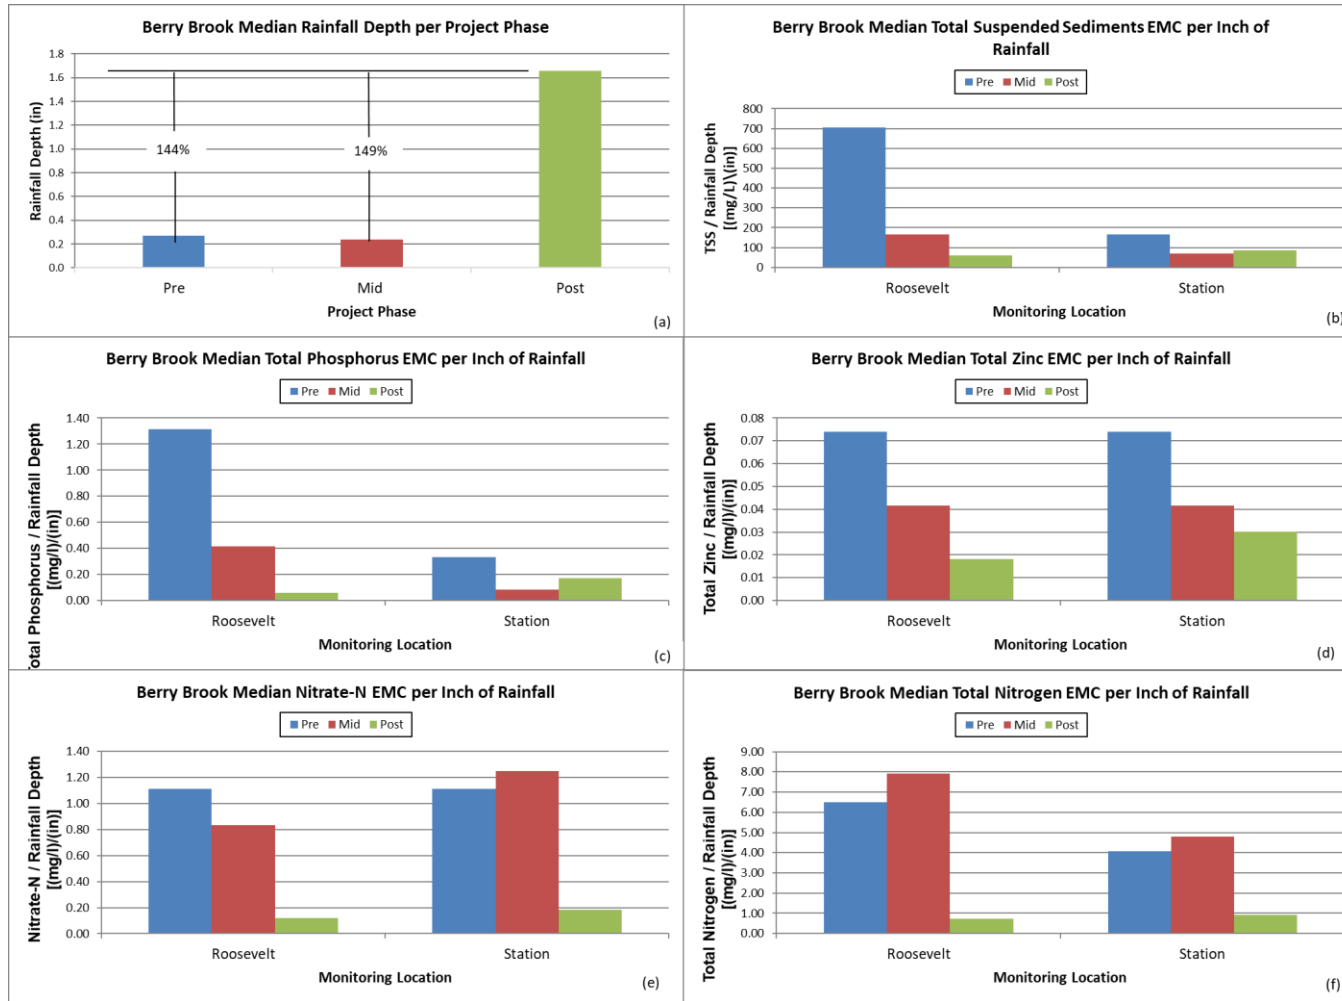 Berry Brook Median Rainfall Depth per Project Phase
1.8
1.6
1.4
1.2
1.0
0.8
0.6
0.4
0.2
0.0
Rainfall Depth (in)
144%
149%
Pre Mid Post
Project Phase
(a)
Berry Brook Median Total Suspended Sediments EMC per Inch of
Rainfall
Pre Mid Post
800
700
600
500
400
300
200
100
0
TSS / Rainfall Depth
[(mg/L)\(in)]
Roosevelt Station
Monitoring Location
(b)
Berry Brook Median Total Phosphorus EMC per Inch of Rainfall
Pre Mid Post
1.40
1.20
1.00
0.80
0.60
0.40
0.20
0.00
otal Phosphorus / Rainfall Depth
[(mg/l)/(in)]
Roosevelt Station
Monitoring Location
(c)
Berry Brook Median Total Zinc EMC per Inch of Rainfall
Pre Mid Post
0.08
0.07
0.06
0.05
0.04
0.03
0.02
0.01
0.00
Total Zinc / Rainfall Depth
[(mg/l)/(in)]
Roosevelt Station
Monitoring Location
(d)
Berry Brook Median Nitrate-N EMC per Inch of Rainfall
Pre Mid Post
1.40
1.20
1.00
0.80
0.60
0.40
0.20
0.00
Nitrate-N / Rainfall Depth
[(mg/l)/(in)]
Roosevelt Station
Monitoring Location
(e)
Berry Brook Median Total Nitrogen EMC per Inch of Rainfall
Pre Mid Post
9.00
8.00
7.00
6.00
5.00
4.00
3.00
2.00
1.00
0.00
Total Nitrogen / Rainfall Depth
[(mg/l)/(in)]
Roosevelt Station
Monitoring Location
(f)